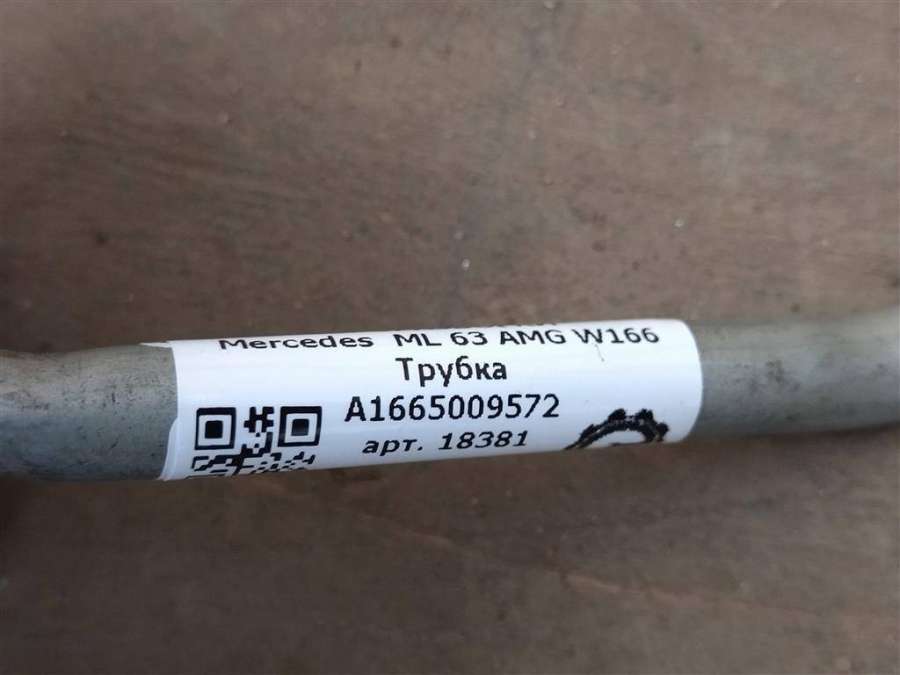 Mercedes ML 63 AMG W166
Трубка
A1665009572
арт. 18381